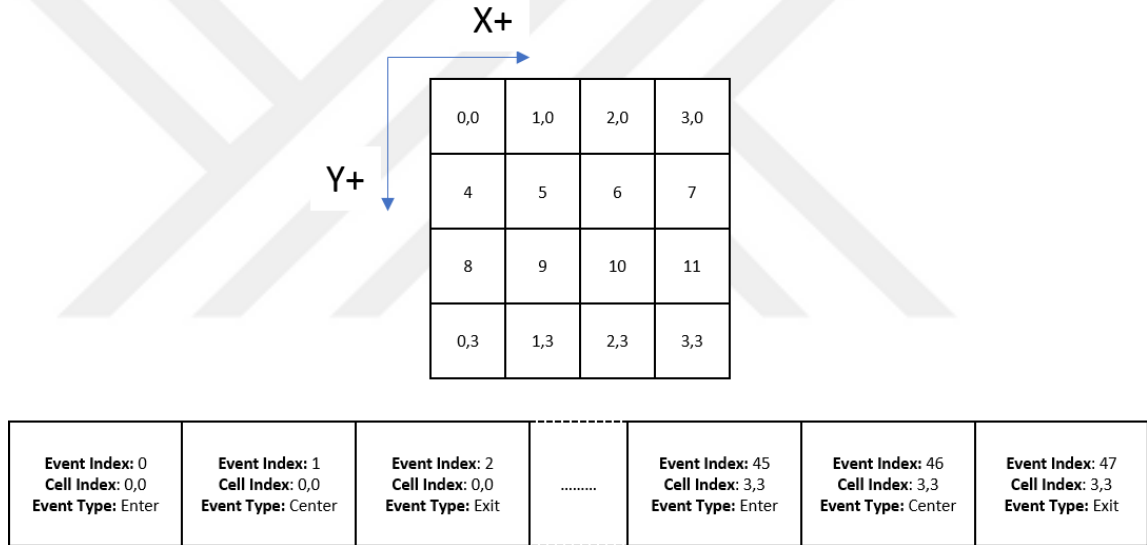 X+
Y+
0,0 1,0 2,0 3,0
4 5 6 7
8 9 10 11
0,3 1,3 2,3 3,3
Event Index: 0
Cell Index: 0,0
Event Type: Enter
Event Index: 1
Cell Index: 0,0
Event Type: Center
Event Index: 2
Cell Index: 0,0
Event Type: Exit
.........
Event Index: 45
Cell Index: 3,3
Event Type: Enter
Event Index: 46
Cell Index: 3,3
Event Type: Center
Event Index: 47
Cell Index: 3,3
Event Type: Exit